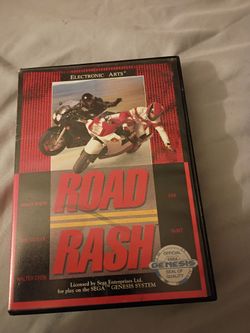 ELECTRONIC ARTS®
ROAD
RASH
OFFICIAL
SEGA
GENESIS
SEAL OF
QUALITY
Licensed by Sega Enterprises Ltd.
for play on the SEGA™ GENESIS SYSTEM